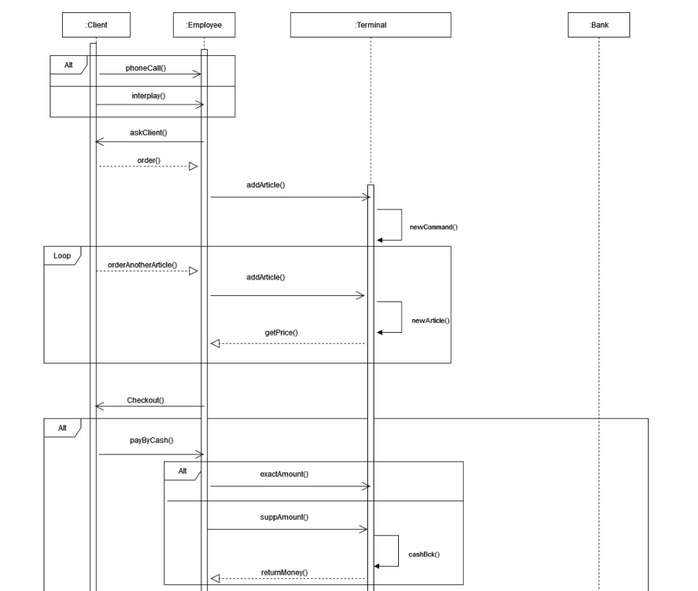 :Client
:Employee
:Terminal
:Bank
Alt
phoneCall()
interplay()
askClient()
order()
addArticle()
newCommand()
Loop
orderAnotherArticle()
addArticle()
newArticle()
getPrice()
Checkout()
Alt
payByCash()
Alt
exactAmount()
suppAmount()
cashBck()
returnMoney()